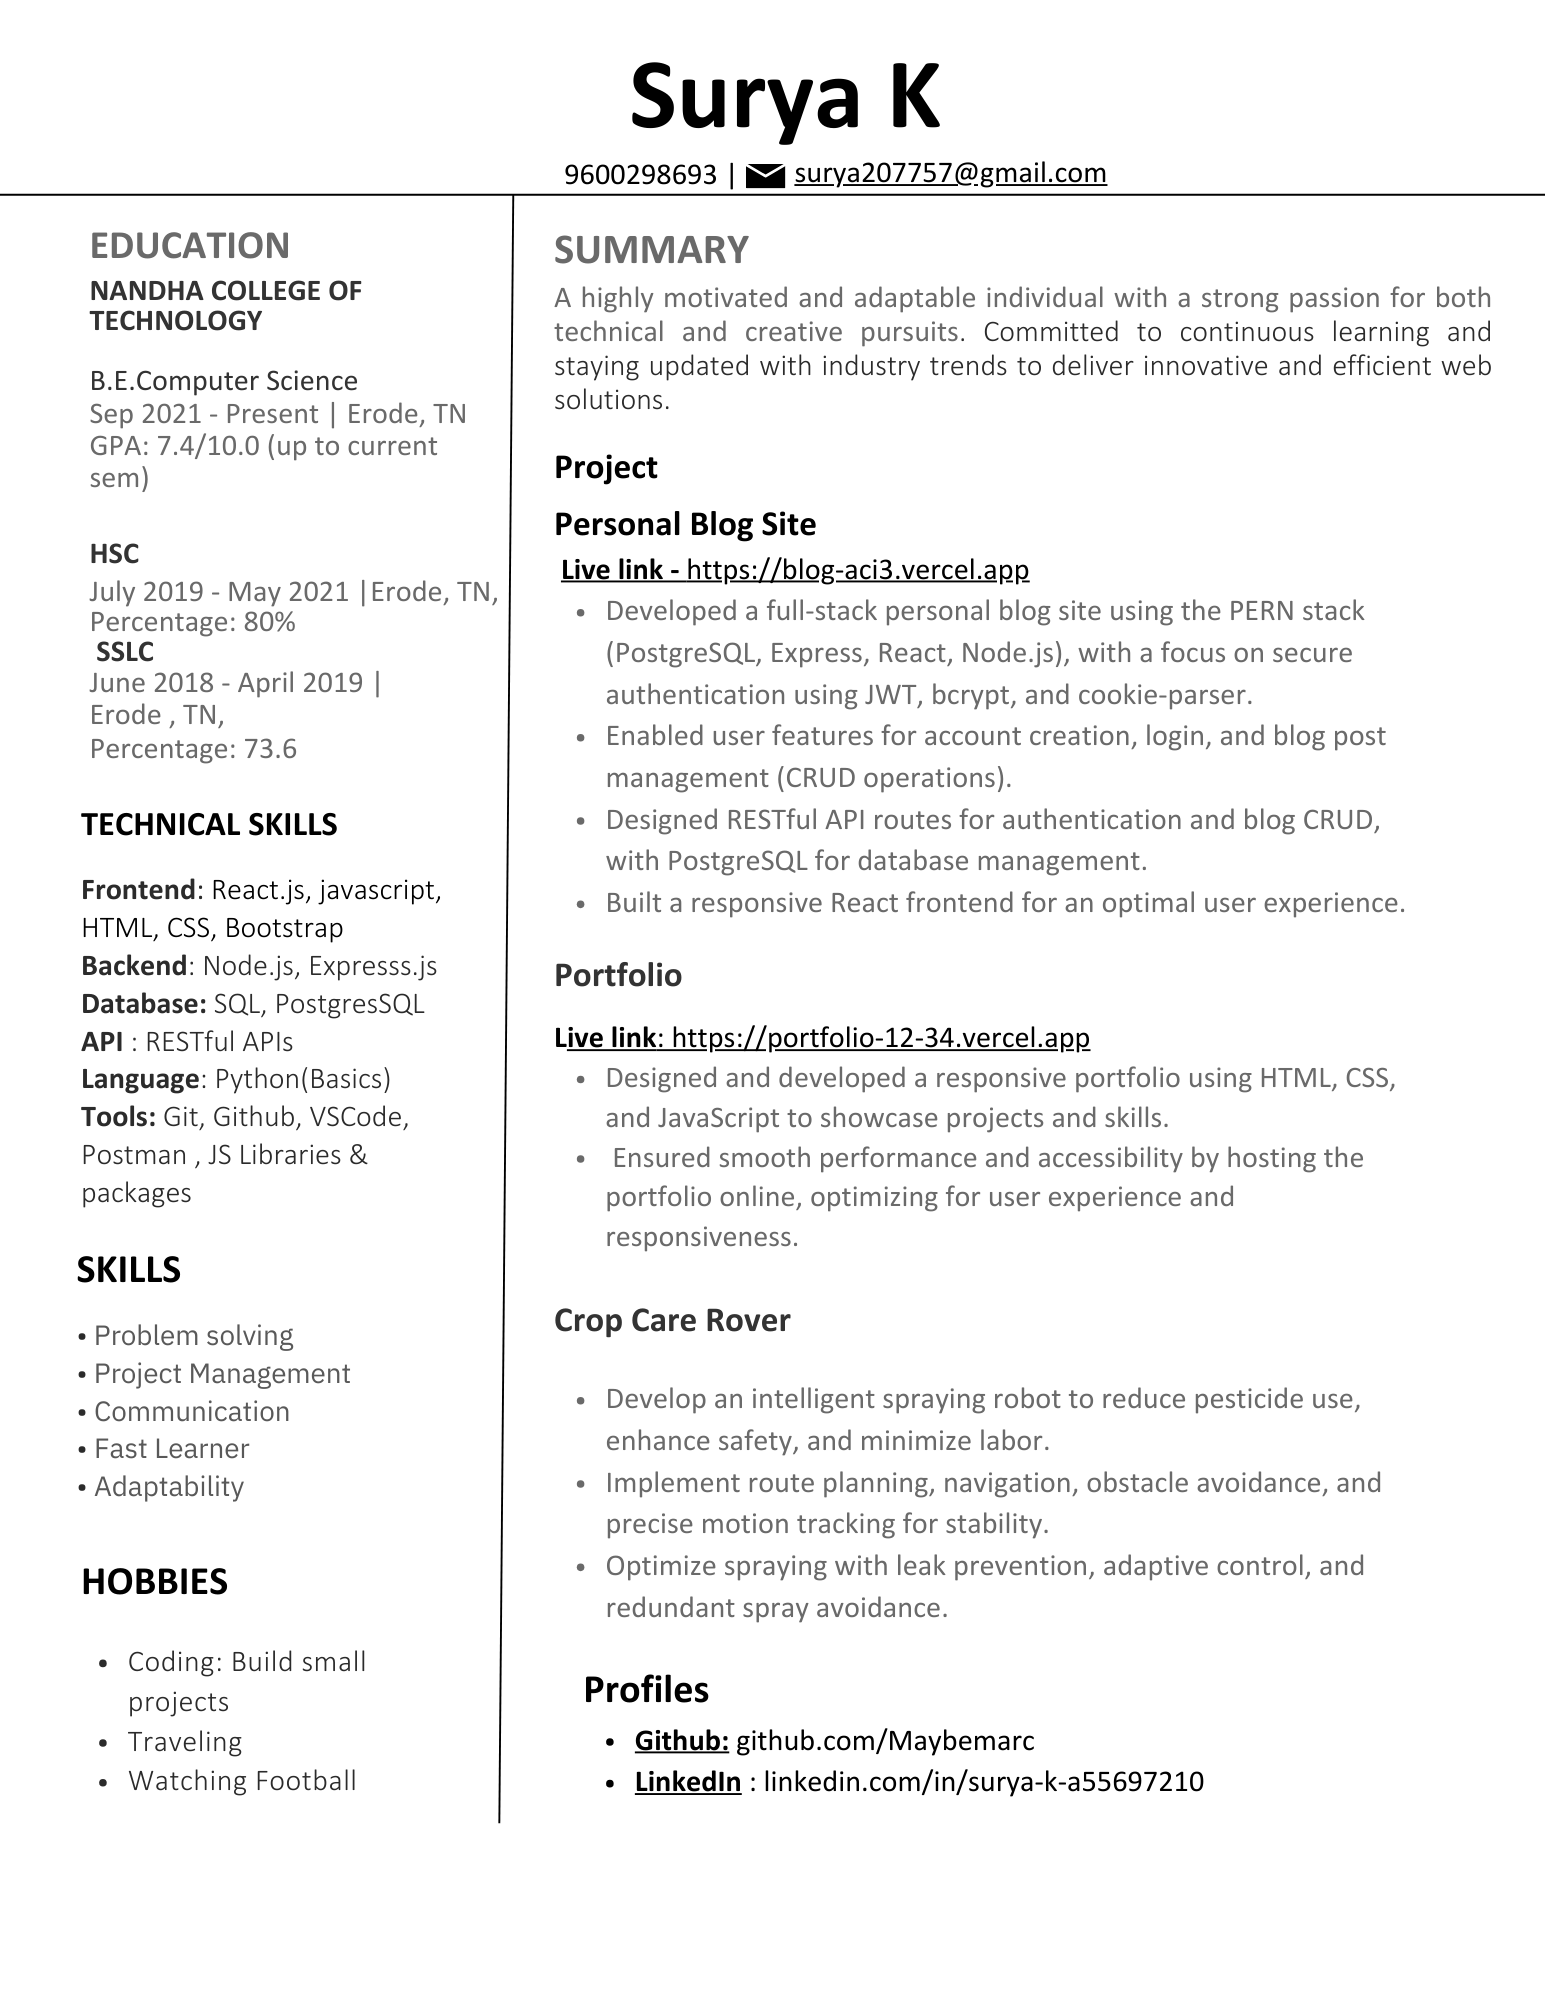 Surya K
9600298693 | surya207757@gmail.com
EDUCATION
NANDHA COLLEGE OF
TECHNOLOGY
B.E.Computer Science
Sep 2021 - Present | Erode, TN
GPA: 7.4/10.0 (up to current
sem)
HSC
July 2019 - May 2021 |Erode, TN,
Percentage: 80%
SSLC
June 2018 - April 2019 |
Erode , TN,
Percentage: 73.6
TECHNICAL SKILLS
Frontend: React.js, javascript,
HTML, CSS, Bootstrap
Backend: Node.js, Expresss.js
Database: SQL, PostgresSQL
API : RESTful APIs
Language: Python(Basics)
Tools: Git, Github, VSCode,
Postman , JS Libraries &
packages
SKILLS
• Problem solving
• Project Management
• Communication
• Fast Learner
• Adaptability
HOBBIES
• Coding: Build small
projects
• Traveling
• Watching Football
SUMMARY
A highly motivated and adaptable individual with a strong passion for both
technical and creative pursuits. Committed to continuous learning and
staying updated with industry trends to deliver innovative and efficient web
solutions.
Project
Personal Blog Site
Live link - https://blog-aci3.vercel.app
• Developed a full-stack personal blog site using the PERN stack
(PostgreSQL, Express, React, Node.js), with a focus on secure
authentication using JWT, bcrypt, and cookie-parser.
• Enabled user features for account creation, login, and blog post
management (CRUD operations).
• Designed RESTful API routes for authentication and blog CRUD,
with PostgreSQL for database management.
• Built a responsive React frontend for an optimal user experience.
Portfolio
Live link: https://portfolio-12-34.vercel.app
• Designed and developed a responsive portfolio using HTML, CSS,
and JavaScript to showcase projects and skills.
• Ensured smooth performance and accessibility by hosting the
portfolio online, optimizing for user experience and
responsiveness.
Crop Care Rover
• Develop an intelligent spraying robot to reduce pesticide use,
enhance safety, and minimize labor.
• Implement route planning, navigation, obstacle avoidance, and
precise motion tracking for stability.
• Optimize spraying with leak prevention, adaptive control, and
redundant spray avoidance.
Profiles
• Github: github.com/Maybemarc
• LinkedIn : linkedin.com/in/surya-k-a55697210